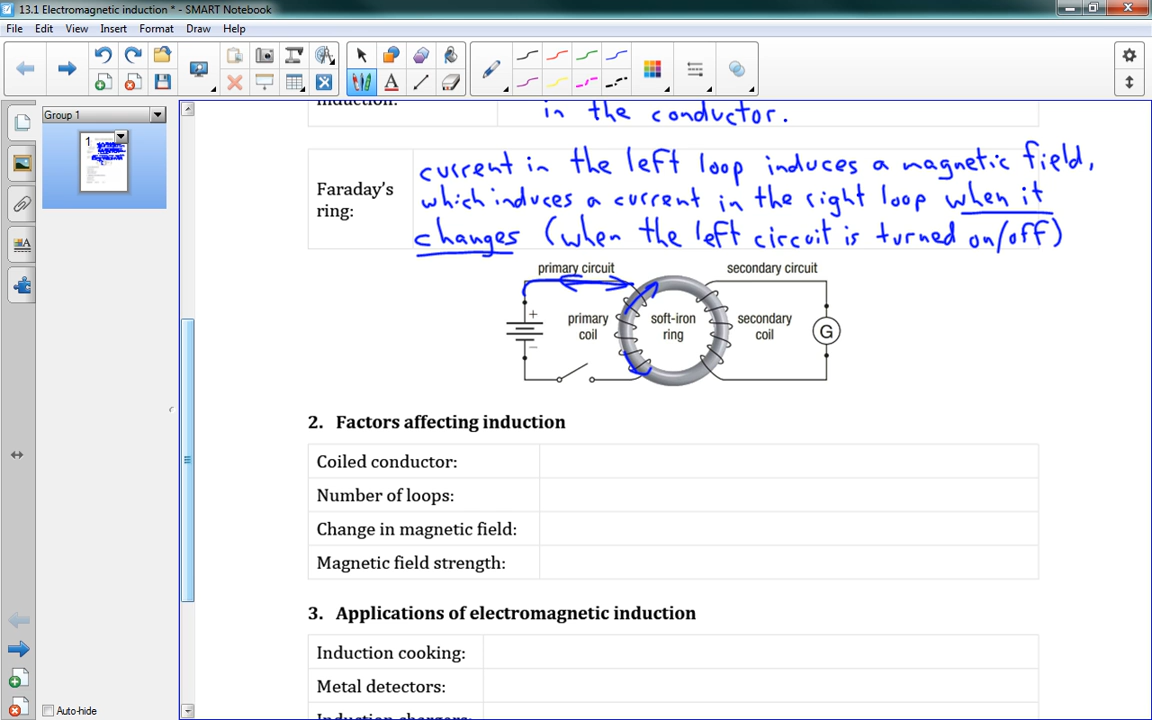 13.1 Electromagnetic induction * - SMART Notebook
File Edit View Insert Format Draw Help
Group 1
1
induction:
in the conductor.
Faraday's
ring:
current in the left loop induces a magnetic field,
which induces a current in the right loop when it
changes (when the left circuit is turned on/off)
primary circuit
secondary circuit
+
primary
coil
soft-iron
ring
secondary
coil
G
−
2. Factors affecting induction
Coiled conductor:
Number of loops:
Change in magnetic field:
Magnetic field strength:
3. Applications of electromagnetic induction
Induction cooking:
Metal detectors:
Induction chargers:
Auto-hide